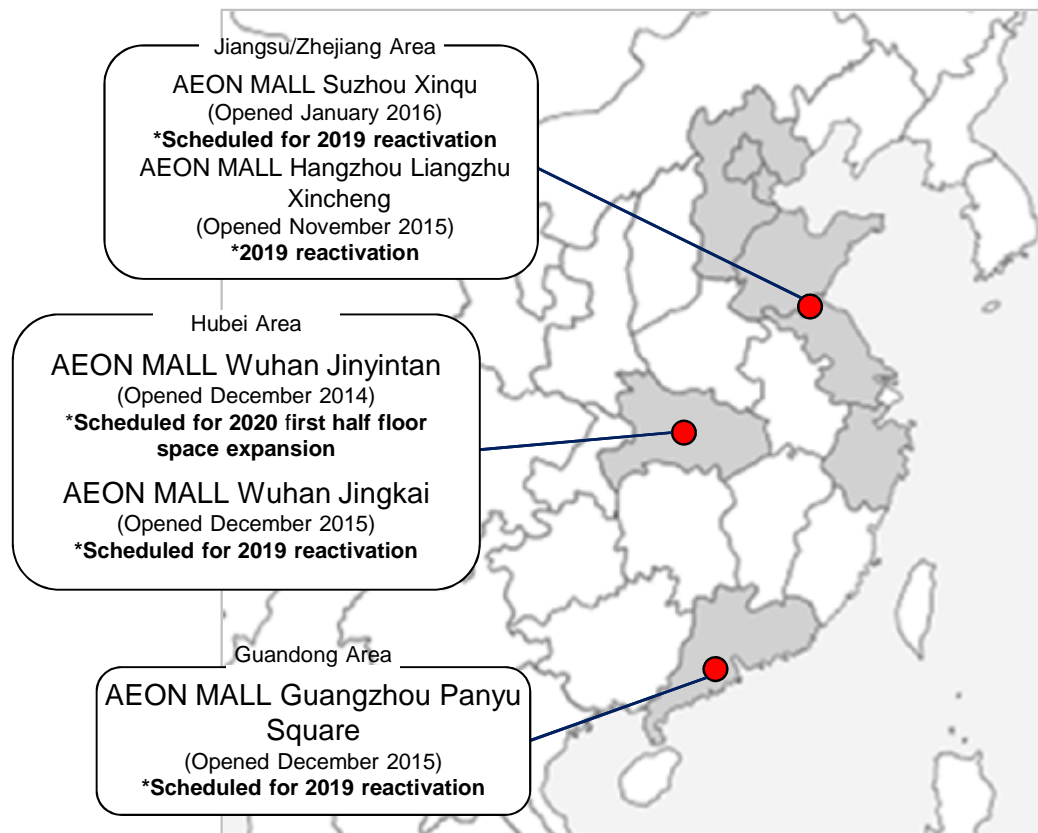 Jiangsu/Zhejiang Area
AEON MALL Suzhou Xinqu
(Opened January 2016)
*Scheduled for 2019 reactivation
AEON MALL Hangzhou Liangzhu
Xincheng
(Opened November 2015)
*2019 reactivation
Hubei Area
AEON MALL Wuhan Jinyintan
(Opened December 2014)
*Scheduled for 2020 first half floor
space expansion
AEON MALL Wuhan Jingkai
(Opened December 2015)
*Scheduled for 2019 reactivation
Guandong Area
AEON MALL Guangzhou Panyu
Square
(Opened December 2015)
*Scheduled for 2019 reactivation